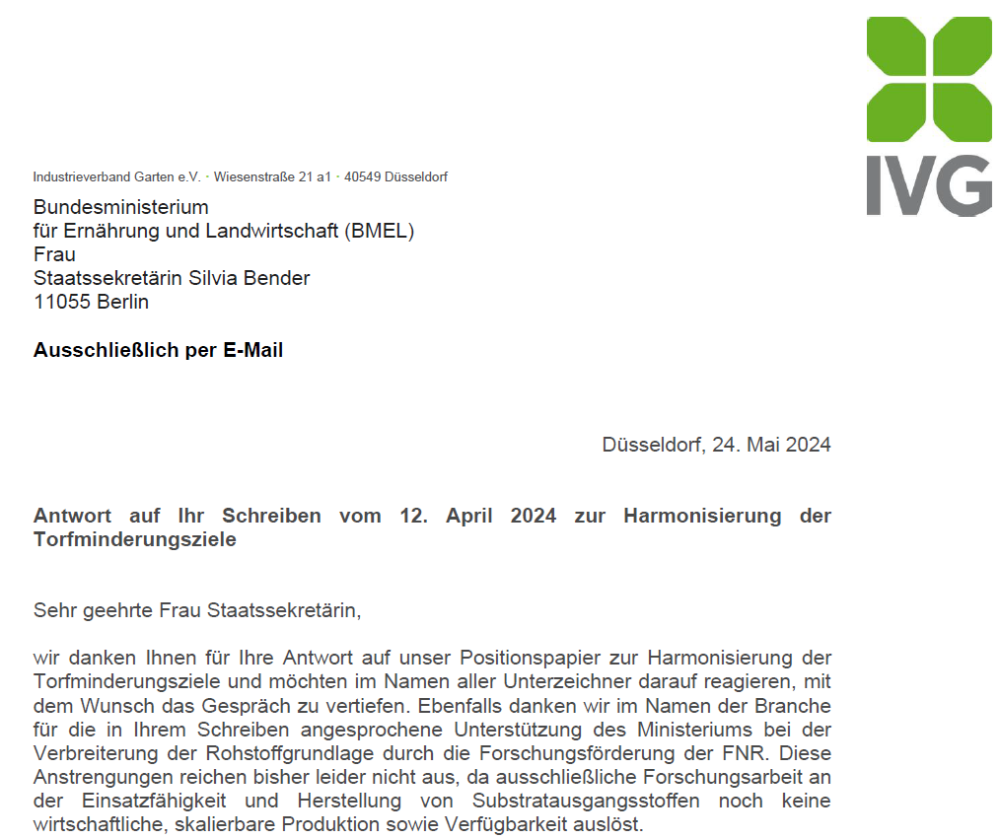 IVG
Industrieverband Garten e.V. · Wiesenstraße 21 a1 · 40549 Düsseldorf
Bundesministerium
für Ernährung und Landwirtschaft (BMEL)
Frau
Staatssekretärin Silvia Bender
11055 Berlin
Ausschließlich per E-Mail
Düsseldorf, 24. Mai 2024
Antwort auf Ihr Schreiben vom 12. April 2024 zur Harmonisierung der
Torfminderungsziele
Sehr geehrte Frau Staatssekretärin,
wir danken Ihnen für Ihre Antwort auf unser Positionspapier zur Harmonisierung der
Torfminderungsziele und möchten im Namen aller Unterzeichner darauf reagieren, mit
dem Wunsch das Gespräch zu vertiefen. Ebenfalls danken wir im Namen der Branche
für die in Ihrem Schreiben angesprochene Unterstützung des Ministeriums bei der
Verbreiterung der Rohstoffgrundlage durch die Forschungsförderung der FNR. Diese
Anstrengungen reichen bisher leider nicht aus, da ausschließliche Forschungsarbeit an
der Einsatzfähigkeit und Herstellung von Substratausgangsstoffen noch keine
wirtschaftliche, skalierbare Produktion sowie Verfügbarkeit auslöst.